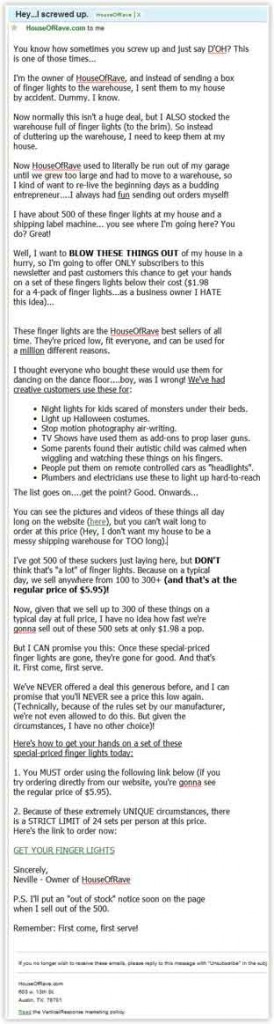 Hey...I screwed up. HouseOfRave | X
HouseOfRave.com to me
You know how sometimes you screw up and just say D'OH? This
is one of those times...
I'm the owner of HouseOfRave, and instead of sending a box
of finger lights to the warehouse, I sent them to my house
by accident. Dummy. I know.
Now normally this isn't a huge deal, but I ALSO stocked the
warehouse full of finger lights (to the brim). So instead
of cluttering up the warehouse, I need to keep them at my
house.
Now HouseOfRave used to literally be run out of my garage
until we grew too large and had to move to a warehouse, so
I kind of want to re-live the beginning days as a budding
entrepreneur....I always had fun sending out orders myself!
I have about 500 of these finger lights at my house and a
shipping label machine... you see where I'm going here? You
do? Great!
Well, I want to BLOW THESE THINGS OUT of my house in a
hurry, so I'm going to offer ONLY subscribers to this
newsletter and past customers this chance to get your hands
on a set of these fingers lights below their cost ($1.98
for a 4-pack of finger lights...as a business owner I HATE
this idea)...
These finger lights are the HouseOfRave best sellers of all
time. They're priced low, fit everyone, and can be used for
a million different reasons.
I thought everyone who bought these would use them for
dancing on the dance floor....boy, was I wrong! We've had
creative customers use these for:
• Night lights for kids scared of monsters under their beds.
• Light up Halloween costumes.
• Stop motion photography air-writing.
• TV Shows have used them as add-ons to prop laser guns.
• Some parents found their autistic child was calmed when
wiggling and watching these things on his fingers.
• People put them on remote controlled cars as "headlights".
• Plumbers and electricians use these to light up hard-to-reach
The list goes on....get the point? Good. Onwards...
You can see the pictures and videos of these things all day
long on the website (here), but you can't wait long to
order at this price (Hey, I don't want my house to be a
messy shipping warehouse for TOO long).
I've got 500 of these suckers just laying here, but DON'T
think that's "a lot" of finger lights. Because on a typical
day, we sell anywhere from 100 to 300+ (and that's at the
regular price of $5.95)!
Now, given that we sell up to 300 of these things on a
typical day at full price, I have no idea how fast we're
gonna sell out of these 500 sets at only $1.98 a pop.
But I CAN promise you this: Once these special-priced
finger lights are gone, they're gone for good. And that's
it. First come, first serve.
We've NEVER offered a deal this generous before, and I can
promise that you'll NEVER see a price this low again.
(Technically, because of the rules set by our manufacturer,
we're not even allowed to do this. But given the
circumstances, I have no other choice)!
Here's how to get your hands on a set of these
special-priced finger lights today:
1. You MUST order using the following link below (if you
try ordering directly from our website, you're gonna see
the regular price of $5.95).
2. Because of these extremely UNIQUE circumstances, there
is a STRICT LIMIT of 24 sets per person at this price.
Here's the link to order now:
GET YOUR FINGER LIGHTS
Sincerely,
Neville - Owner of HouseOfRave
P.S. I'll put an "out of stock" notice soon on the page
when I sell out of the 500.
Remember: First come, first serve!
If you no longer wish to receive these emails, please reply to this message with "Unsubscribe" in the subj
HouseOfRave.com
Austin, TX 78701
Read the VerticalResponse marketing policy.